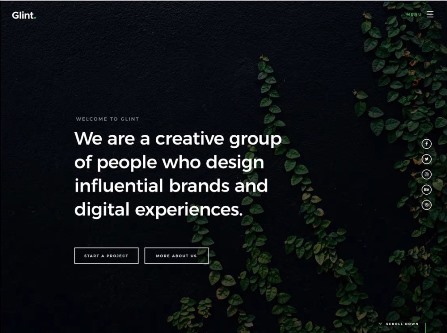 Glint.
MENU
WELCOME TO GLINT
We are a creative group
of people who design
influential brands and
digital experiences.
START A PROJECT
MORE ABOUT US
SCROLL DOWN